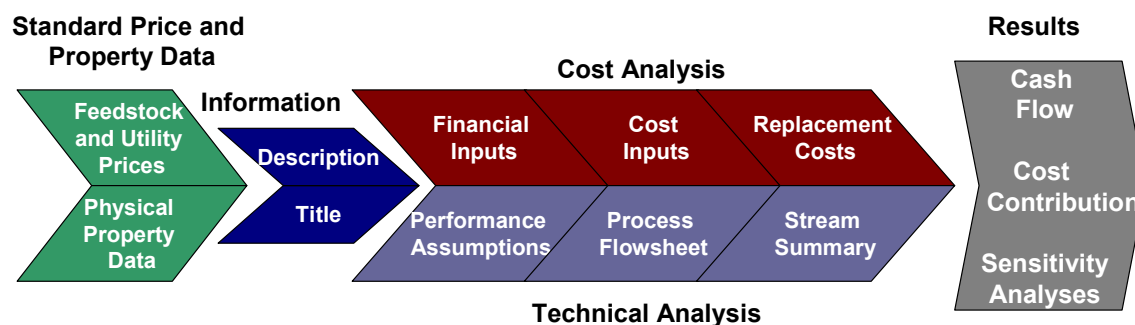 Standard Price and
Property Data
Feedstock
and Utility
Prices
Physical
Property
Data
Information
Description
Title
Cost Analysis
Financial
Inputs
Cost
Inputs
Replacement
Costs
Performance
Assumptions
Process
Flowsheet
Stream
Summary
Technical Analysis
Results
Cash
Flow
Cost
Contribution
Sensitivity
Analyses